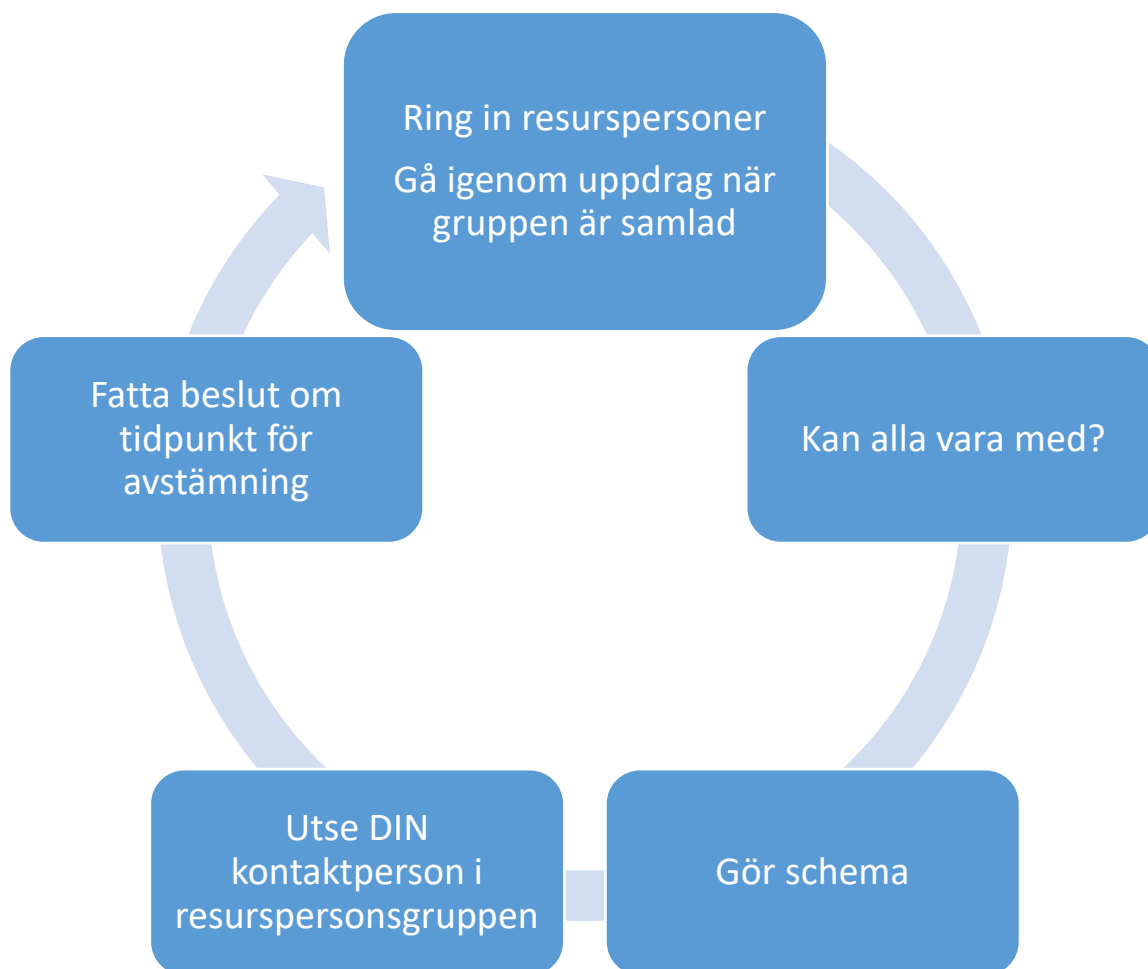 Ring in resurspersoner
Gå igenom uppdrag när
gruppen är samlad
Kan alla vara med?
Gör schema
Utse DIN
kontaktperson i
resurspersonsgruppen
Fatta beslut om
tidpunkt för
avstämning